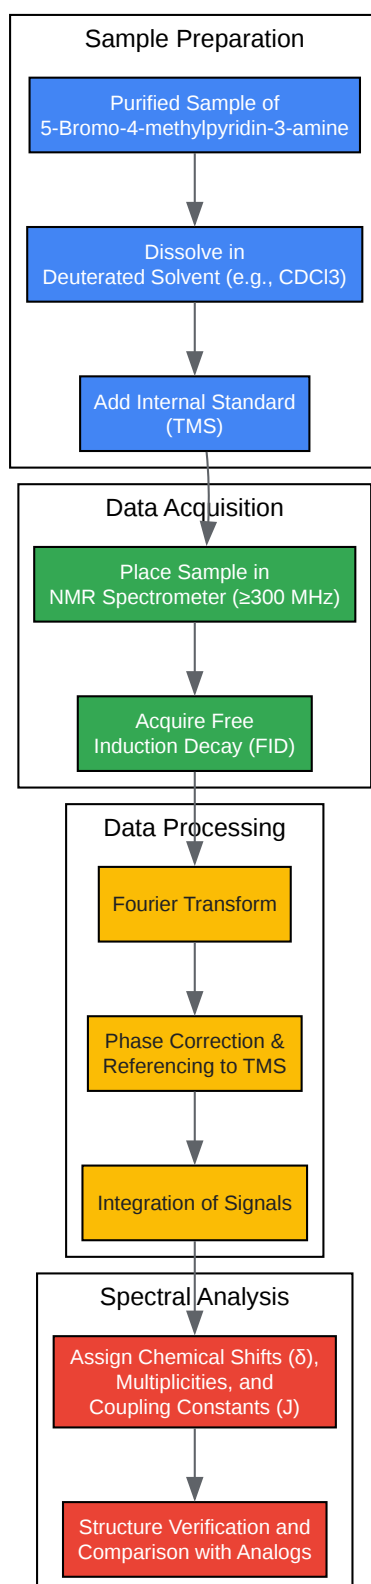 Sample Preparation
Purified Sample of
5-Bromo-4-methylpyridin-3-amine
Dissolve in
Deuterated Solvent (e.g., CDCl3)
Add Internal Standard
(TMS)
Data Acquisition
Place Sample in
NMR Spectrometer (≥300 MHz)
Acquire Free
Induction Decay (FID)
Data Processing
Fourier Transform
Phase Correction &
Referencing to TMS
Integration of Signals
Spectral Analysis
Assign Chemical Shifts (δ),
Multiplicities, and
Coupling Constants (J)
Structure Verification and
Comparison with Analogs